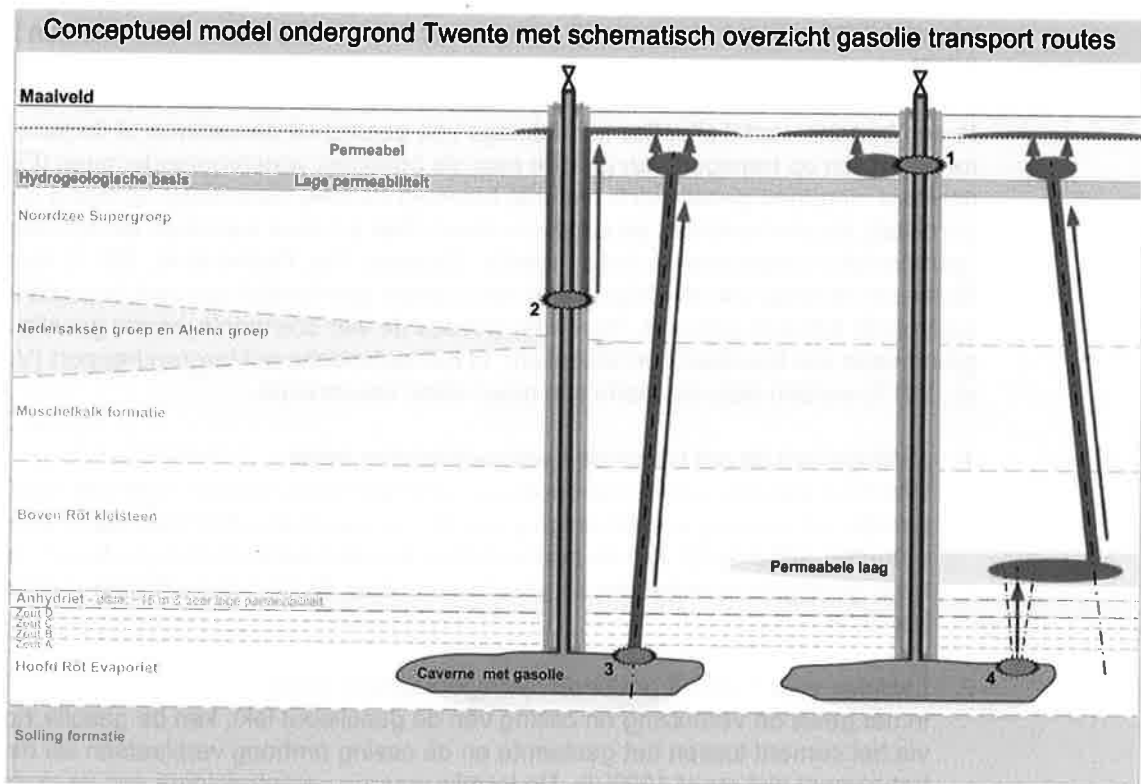 Conceptueel model ondergrond Twente met schematisch overzicht gasolie transport routes
Maaiveld
Permeabel
Hydrogeologische basis Lage permeabiliteit
1
Noordzee Supergroep
2
Nedersaksen groep en Altena groep
Muschelkalk formatie
Boven Röt kleisteen
Permeabele laag
Anhydriet
Zout D
Zout C
Zout B
Zout A
Hoofd Röt Evaporiet
3
4
Caverne met gasolie
Solling formatie